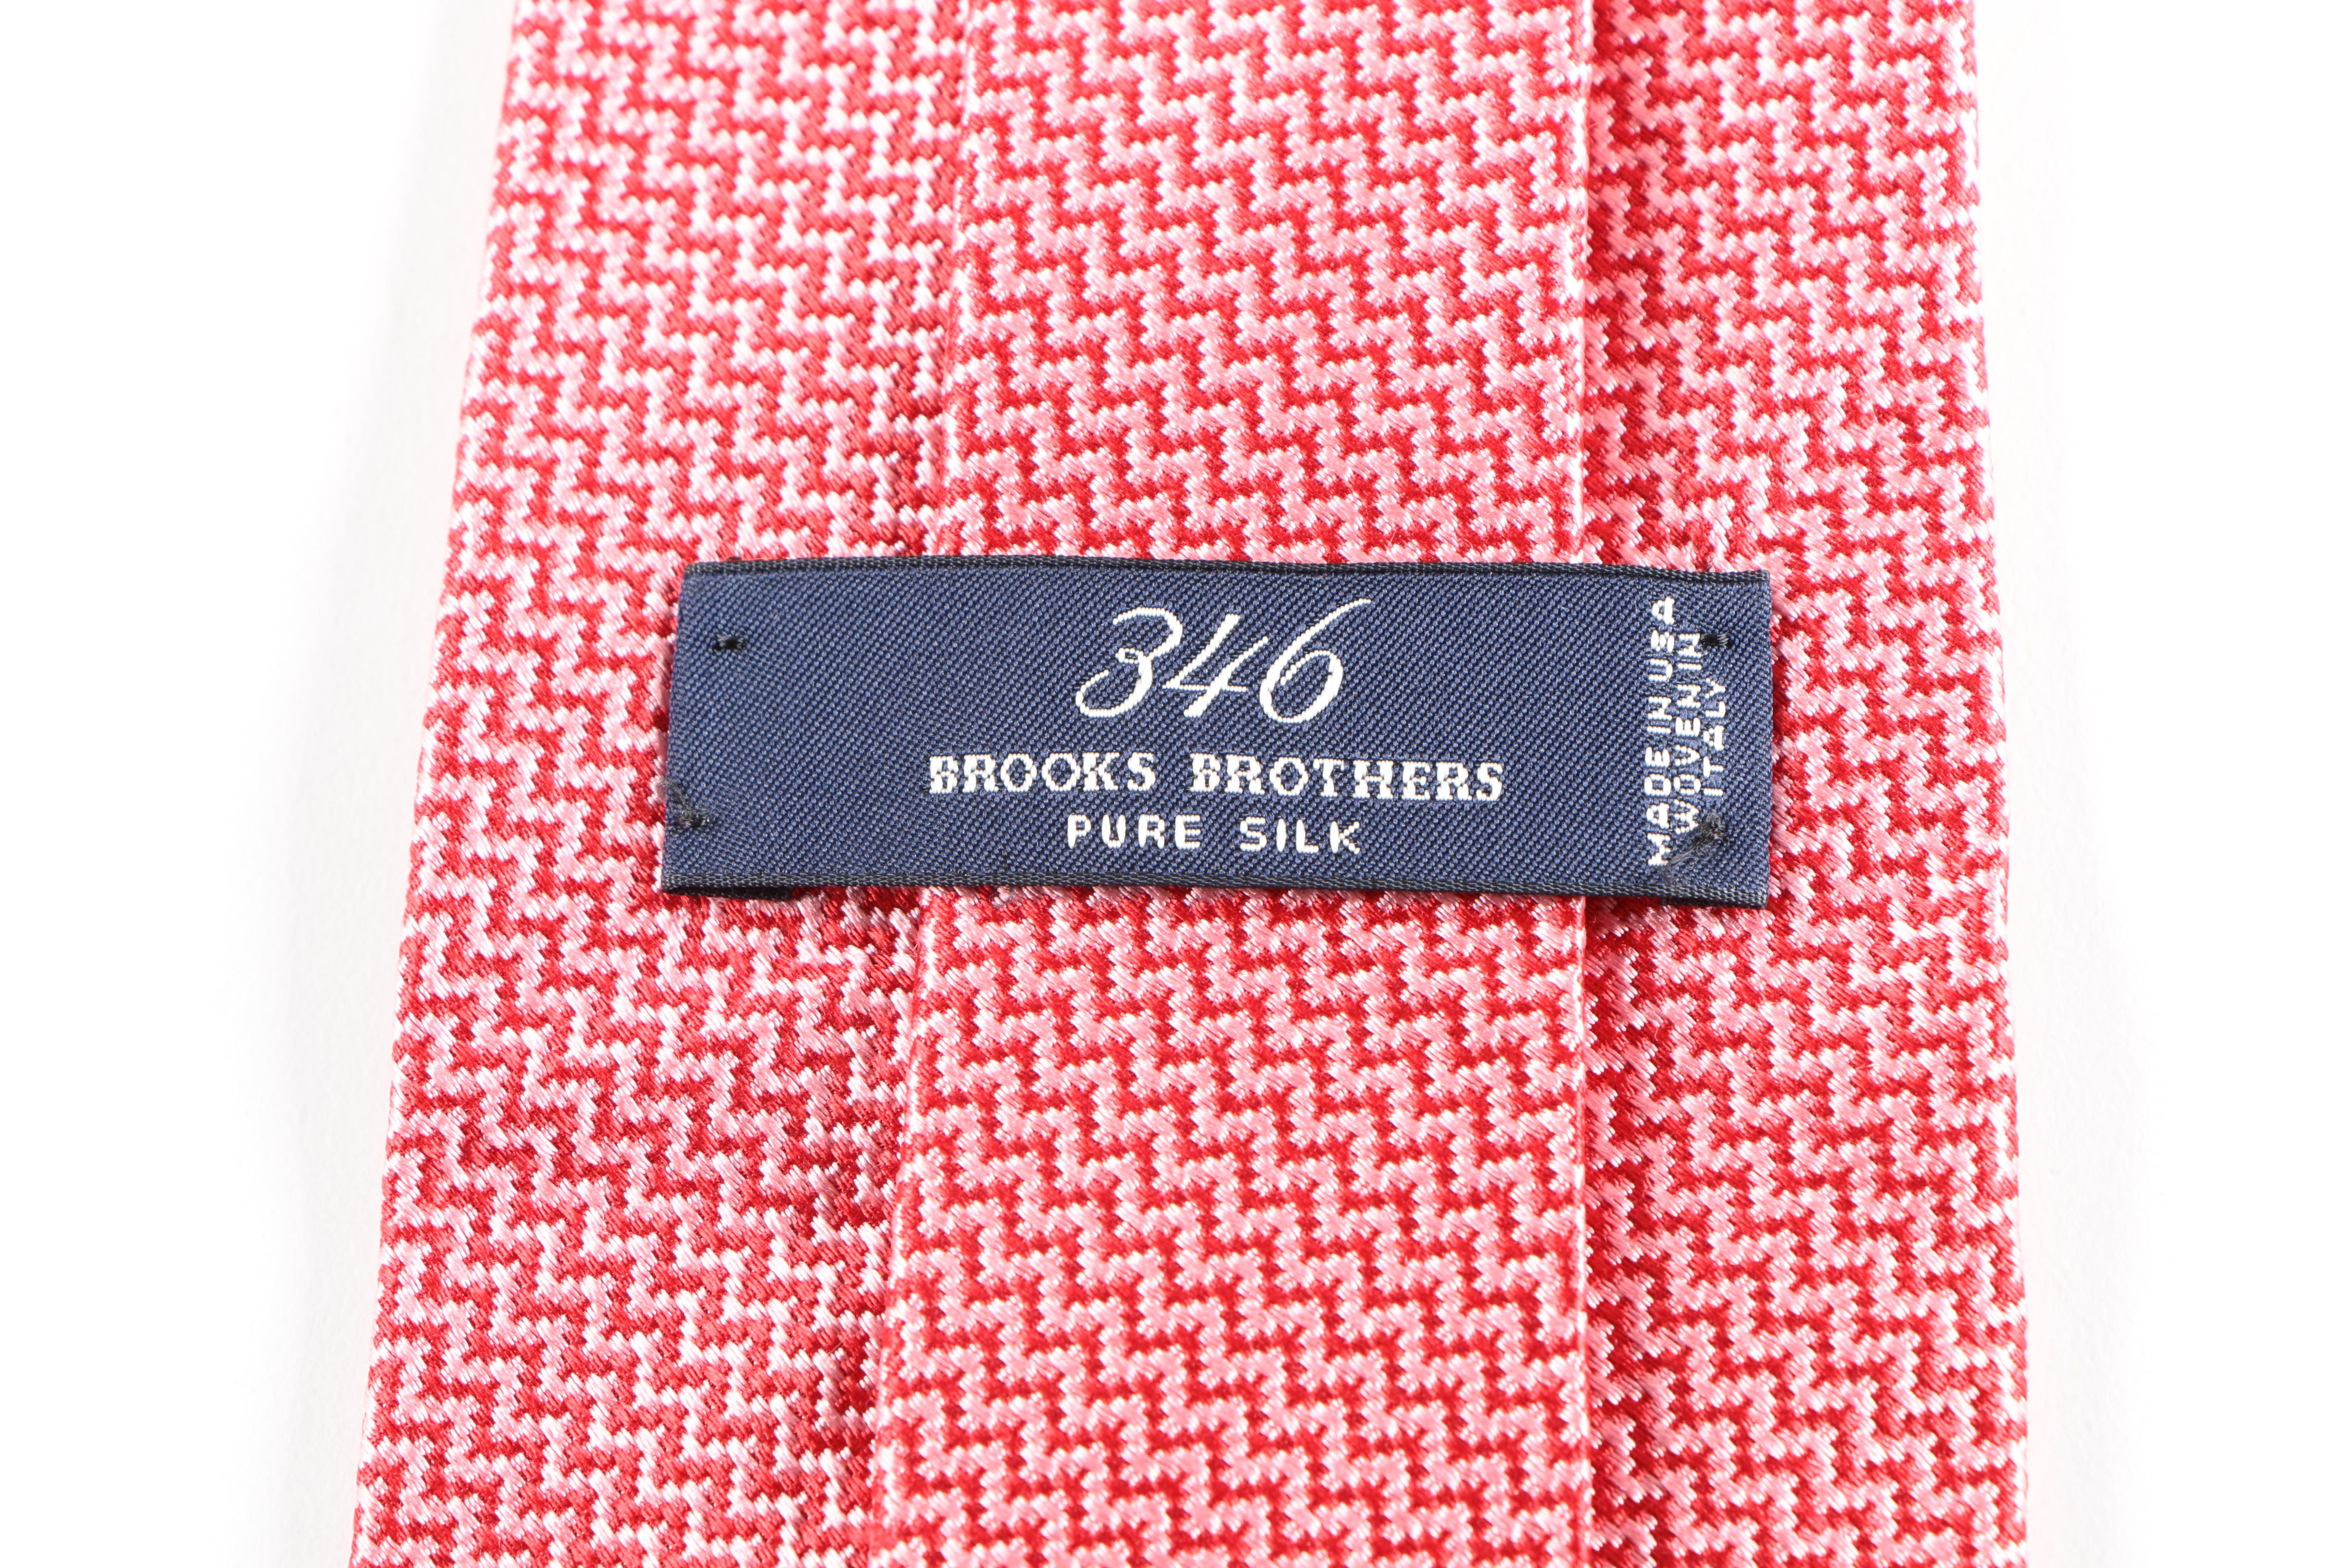 346
BROOKS BROTHERS
PURE SILK
MADE IN USA
WOVEN IN
ITALY